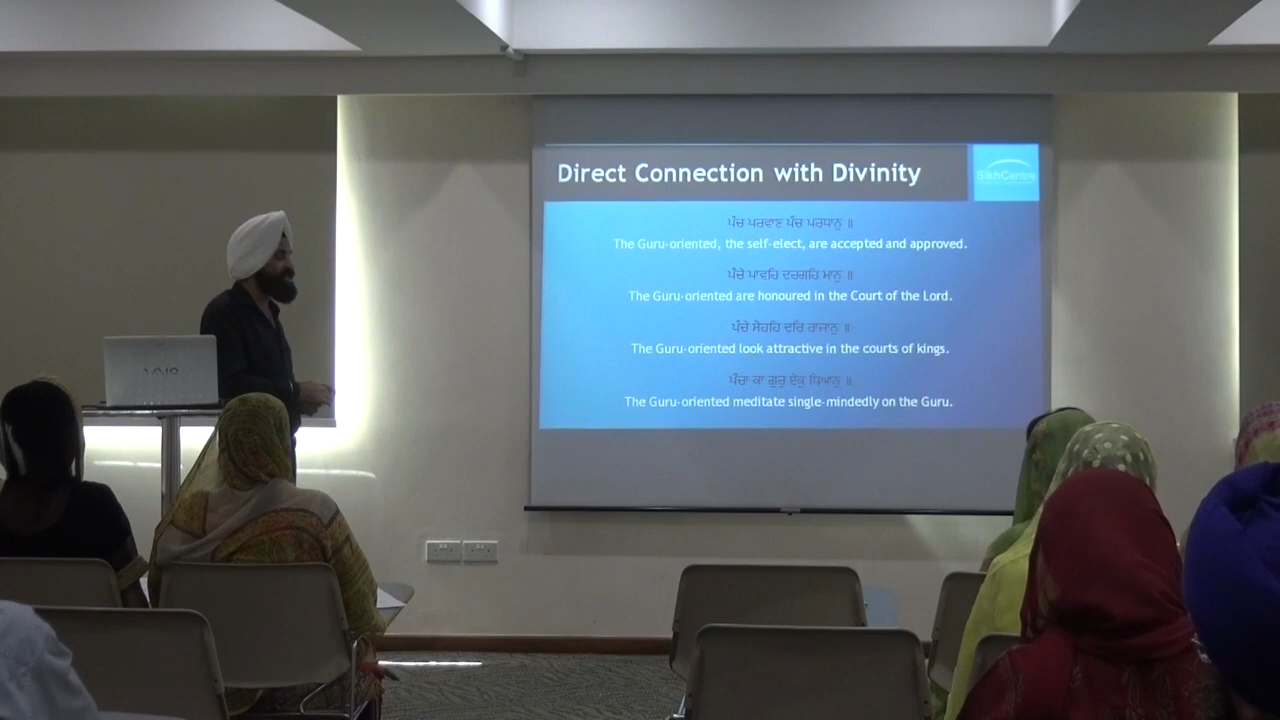 Direct Connection with Divinity
SikhCentre
ਪੰਚ ਪਰਵਾਣ ਪੰਚ ਪਰਧਾਨੁ ॥
The Guru-oriented, the self-elect, are accepted and approved.
ਪੰਚੇ ਪਾਵਹਿ ਦਰਗਹਿ ਮਾਨੁ ॥
The Guru-oriented are honoured in the Court of the Lord.
ਪੰਚੇ ਸੋਹਹਿ ਦਰਿ ਰਾਜਾਨੁ ॥
The Guru-oriented look attractive in the courts of kings.
ਪੰਚਾ ਕਾ ਗੁਰੁ ਏਕੁ ਧਿਆਨੁ ॥
The Guru-oriented meditate single-mindedly on the Guru.
VAIO